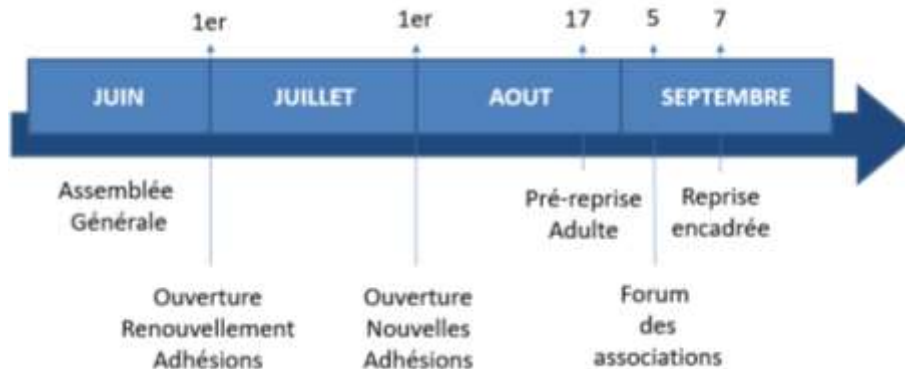 1er 1er 17 5 7
JUIN JUILLET AOUT SEPTEMBRE
Assemblée
Générale
Pré-reprise
Adulte
Reprise
encadrée
Ouverture
Renouvellement
Adhésions
Ouverture
Nouvelles
Adhésions
Forum
des
associations